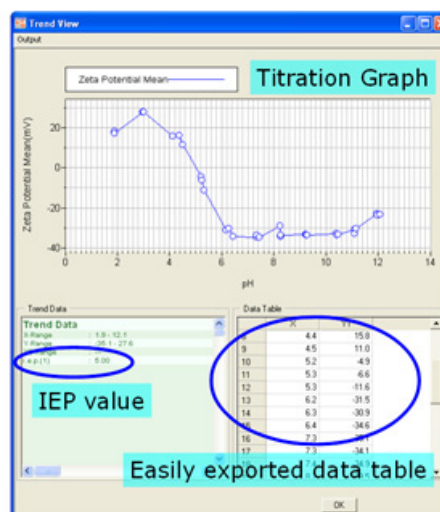 Trend View
Output
Zeta Potential Mean
Titration Graph
Zeta Potential Mean(mV)
20
0
-20
-40
0 2 4 6 8 10 12 14
pH
Trend Data
Data Table
Trend Data
X-Range : 1.9 - 12.1
Y-Range : -35.1 - 27.6
i.e.p.(1) : 5.00
IEP value
X Y1
8 4.4 15.8
9 4.5 11.0
10 5.2 -4.9
11 5.3 -6.6
12 5.3 -11.6
13 6.2 -31.5
14 6.3 -30.9
15 6.4 -34.6
16 7.3
17 7.3 -34.1
Easily exported data table
OK